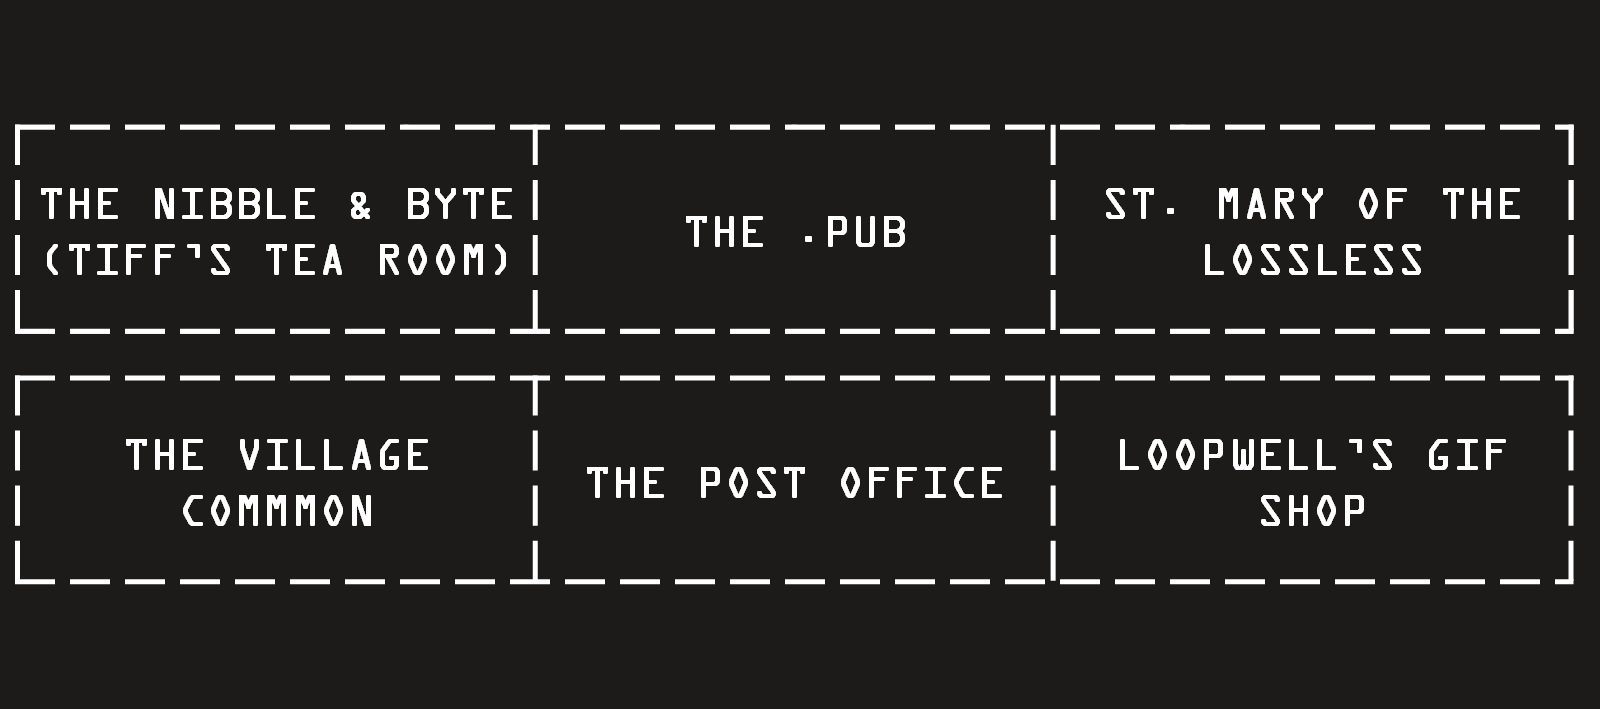 THE NIBBLE & BYTE
(TIFF'S TEA ROOM)
THE .PUB
ST. MARY OF THE
LOSSLESS
THE VILLAGE
COMMMON
THE POST OFFICE
LOOPWELL'S GIF
SHOP